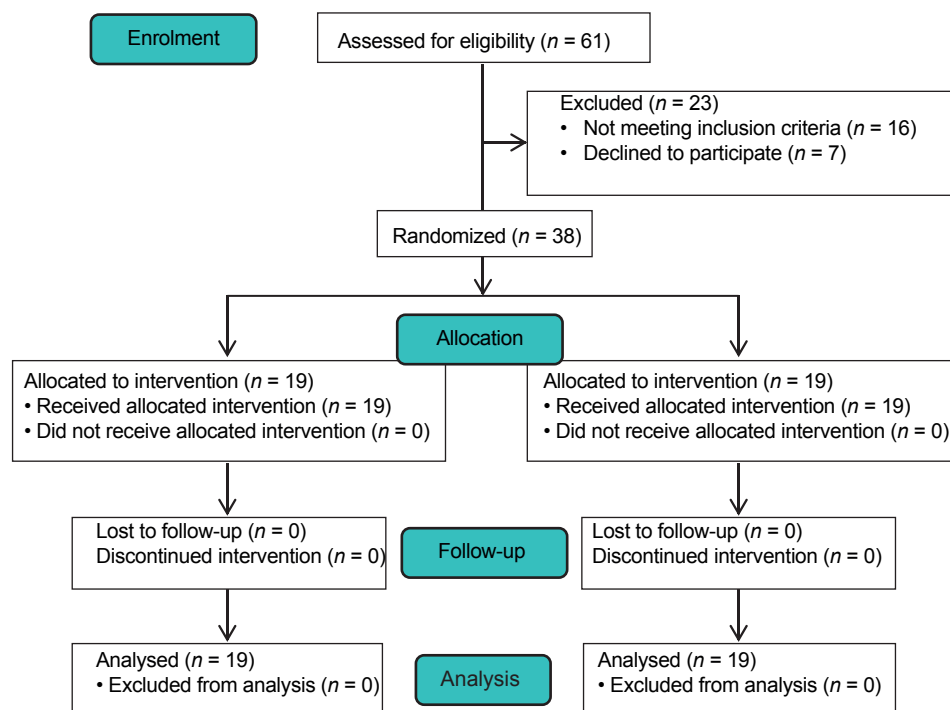 Enrolment
Assessed for eligibility (n = 61)
Excluded (n = 23)
• Not meeting inclusion criteria (n = 16)
• Declined to participate (n = 7)
Randomized (n = 38)
Allocation
Allocated to intervention (n = 19)
• Received allocated intervention (n = 19)
• Did not receive allocated intervention (n = 0)
Allocated to intervention (n = 19)
• Received allocated intervention (n = 19)
• Did not receive allocated intervention (n = 0)
Follow-up
Lost to follow-up (n = 0)
Discontinued intervention (n = 0)
Lost to follow-up (n = 0)
Discontinued intervention (n = 0)
Analysis
Analysed (n = 19)
• Excluded from analysis (n = 0)
Analysed (n = 19)
• Excluded from analysis (n = 0)